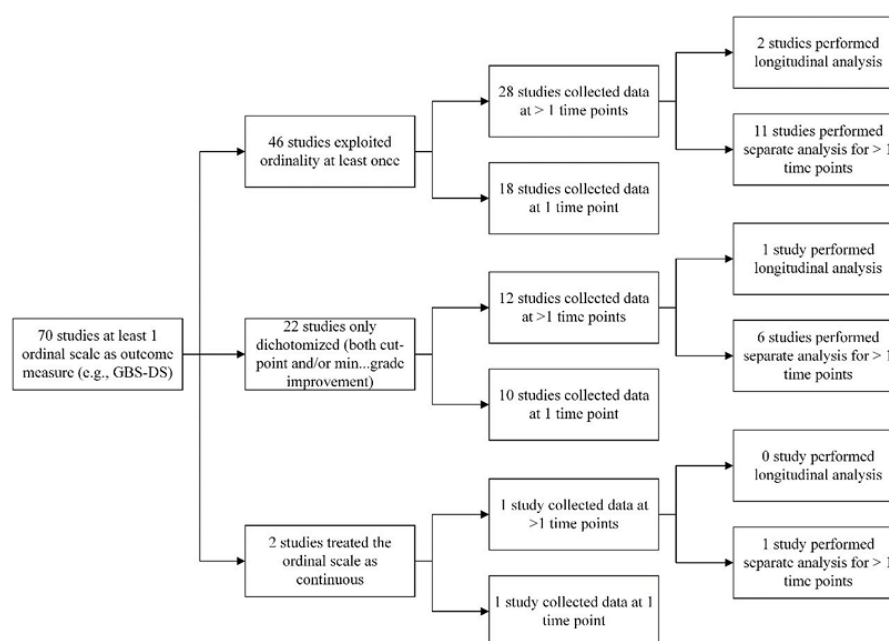 2 studies performed
longitudinal analysis
28 studies collected data
at > 1 time points
46 studies exploited
ordinality at least once
11 studies performed
separate analysis for > 1
time points
18 studies collected data
at 1 time point
1 study performed
longitudinal analysis
12 studies collected data
at >1 time points
70 studies at least 1
ordinal scale as outcome
measure (e.g., GBS-DS)
22 studies only
dichotomized (both cut-
point and/or min...grade
improvement)
6 studies performed
separate analysis for > 1
time points
10 studies collected data
at 1 time point
0 study performed
longitudinal analysis
1 study collected data at
>1 time points
2 studies treated the
ordinal scale as
continuous
1 study performed
separate analysis for > 1
time points
1 study collected data at 1
time point